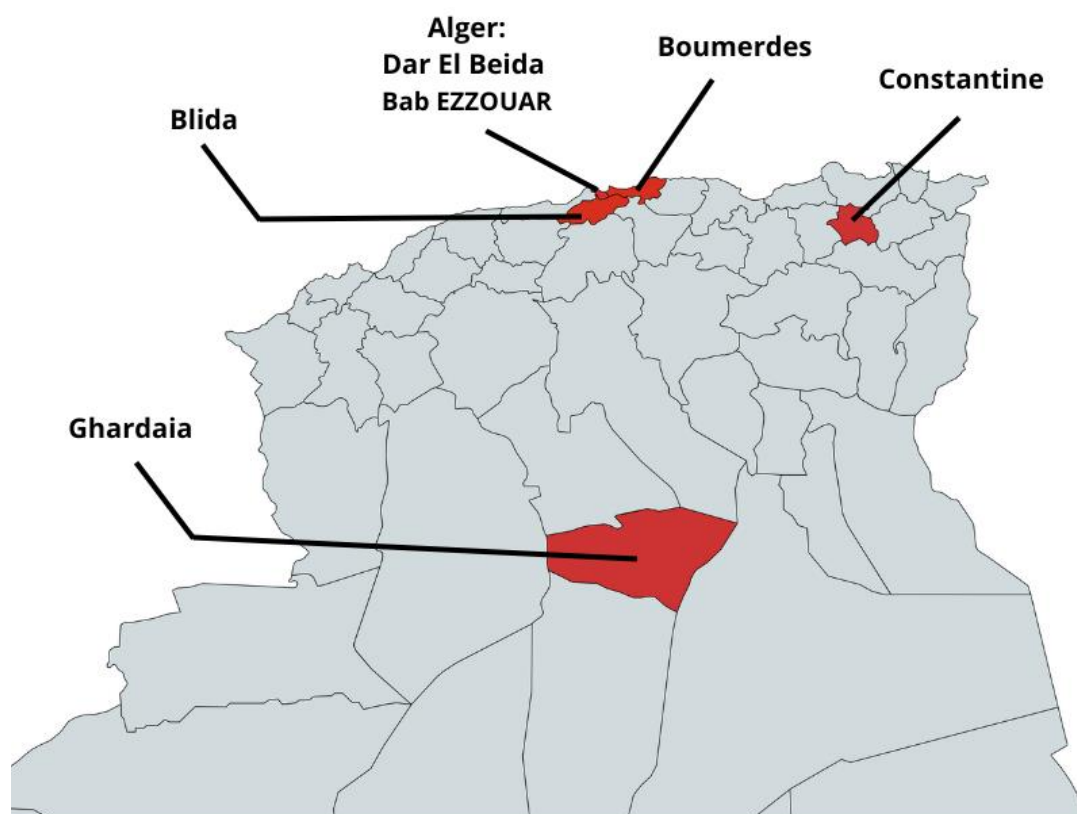 Alger:
Dar El Beida
Bab EZZOUAR
Boumerdes
Constantine
Blida
Ghardaia